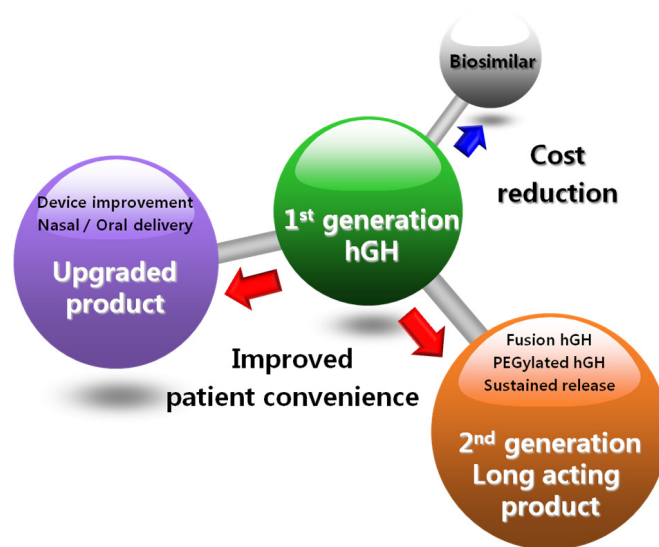 Biosimilar
Cost
reduction
1st generation
hGH
Device improvement
Nasal / Oral delivery
Upgraded
product
Improved
patient convenience
Fusion hGH
PEGylated hGH
Sustained release
2nd generation
Long acting
product